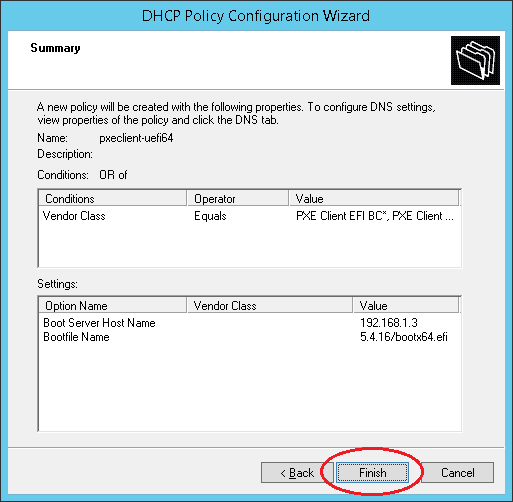 DHCP Policy Configuration Wizard
Summary
A new policy will be created with the following properties. To configure DNS settings,
view properties of the policy and click the DNS tab.
Name: pxeclient-uefi64
Description:
Conditions: OR of
Conditions Operator Value
Vendor Class Equals PXE Client EFI BC*, PXE Client ...
Settings:
Option Name Vendor Class Value
Boot Server Host Name 192.168.1.3
Bootfile Name 5.4.16/bootx64.efi
< Back Finish Cancel